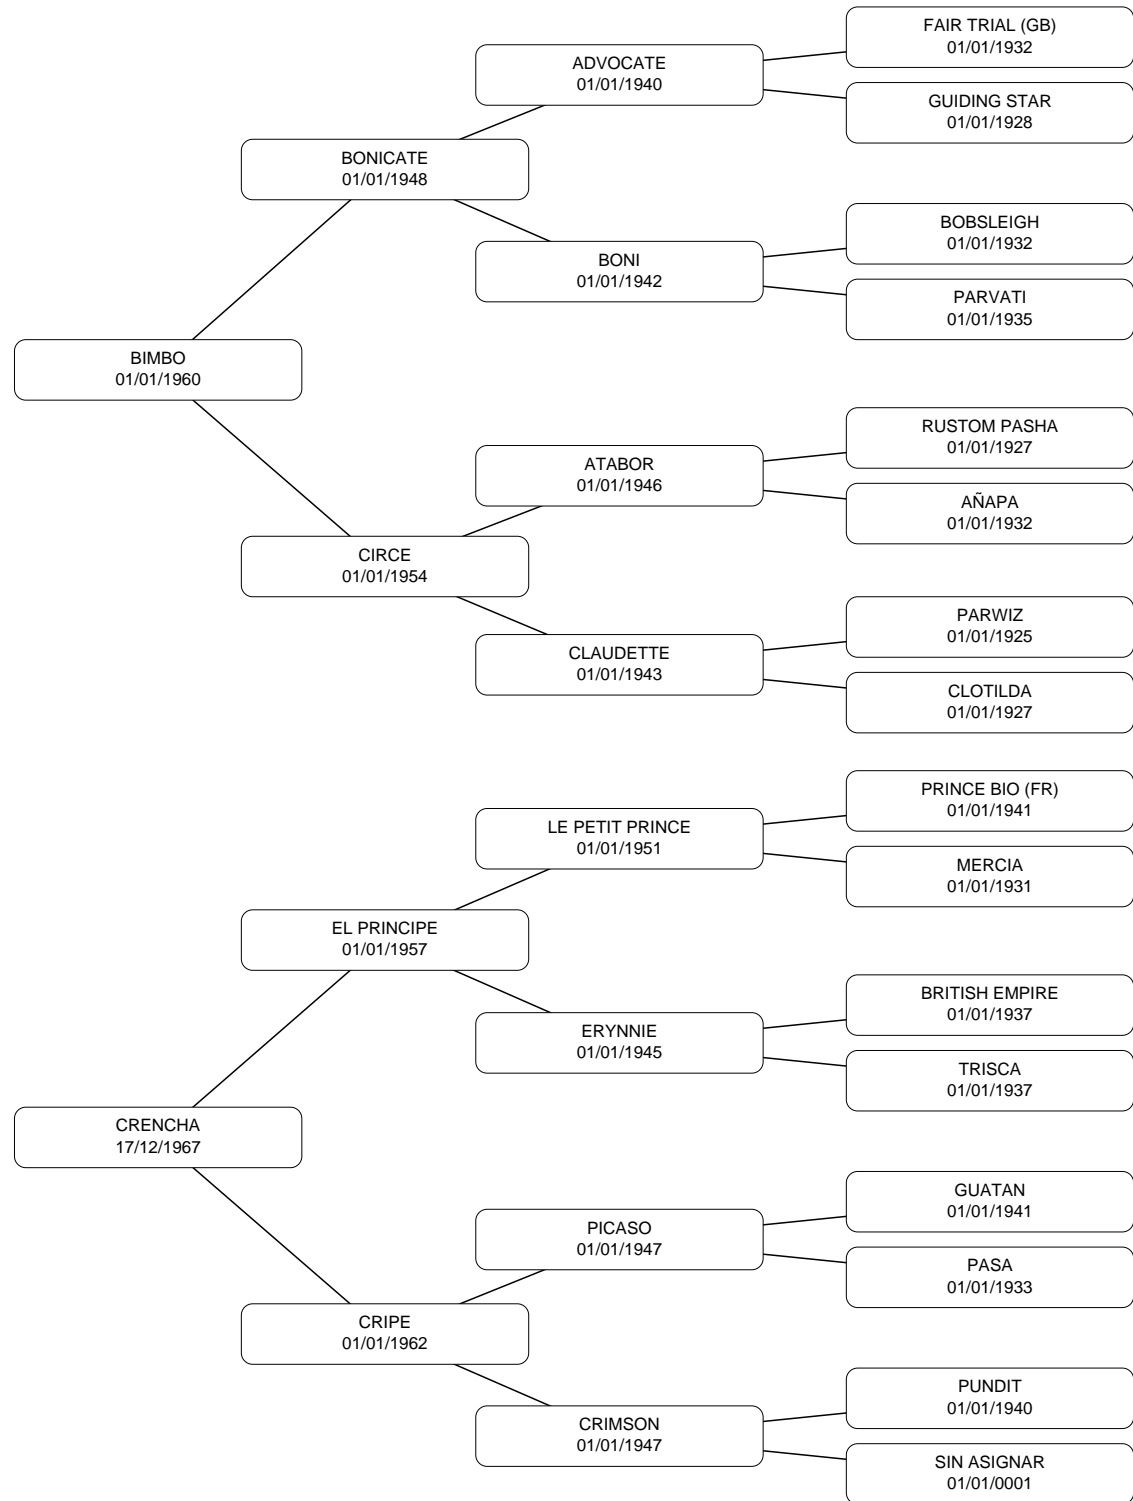 FAIR TRIAL (GB)
01/01/1932
ADVOCATE
01/01/1940
GUIDING STAR
01/01/1928
BONICATE
01/01/1948
BOBSLEIGH
01/01/1932
BONI
01/01/1942
PARVATI
01/01/1935
BIMBO
01/01/1960
RUSTOM PASHA
01/01/1927
ATABOR
01/01/1946
AÑAPA
01/01/1932
CIRCE
01/01/1954
PARWIZ
01/01/1925
CLAUDETTE
01/01/1943
CLOTILDA
01/01/1927
PRINCE BIO (FR)
01/01/1941
LE PETIT PRINCE
01/01/1951
MERCIA
01/01/1931
EL PRINCIPE
01/01/1957
BRITISH EMPIRE
01/01/1937
ERYNNIE
01/01/1945
TRISCA
01/01/1937
CRENCHA
17/12/1967
GUATAN
01/01/1941
PICASO
01/01/1947
PASA
01/01/1933
CRIPE
01/01/1962
PUNDIT
01/01/1940
CRIMSON
01/01/1947
SIN ASIGNAR
01/01/0001